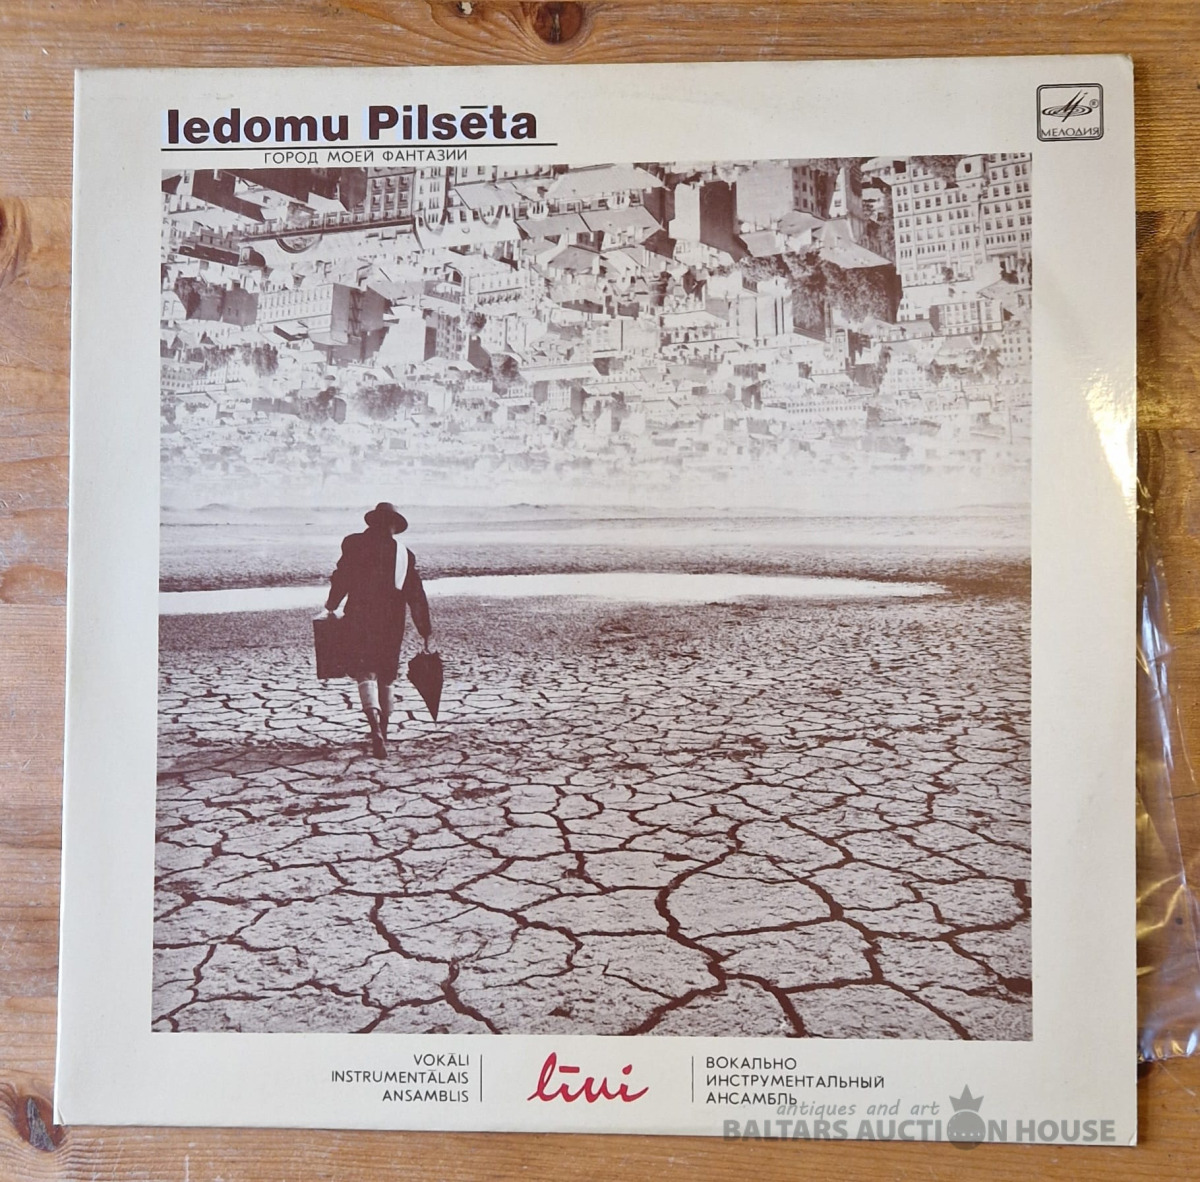 Iedomu Pilsēta
ГОРОД МОЕЙ ФАНТАЗИИ
МЕЛОДИЯ
VOKĀLI
INSTRUMENTĀLAIS
ANSAMBLIS
līvi
ВОКАЛЬНО
ИНСТРУМЕНТАЛЬНЫЙ
АНСАМБЛЬ
antiques and art
BALTARS AUCTION HOUSE